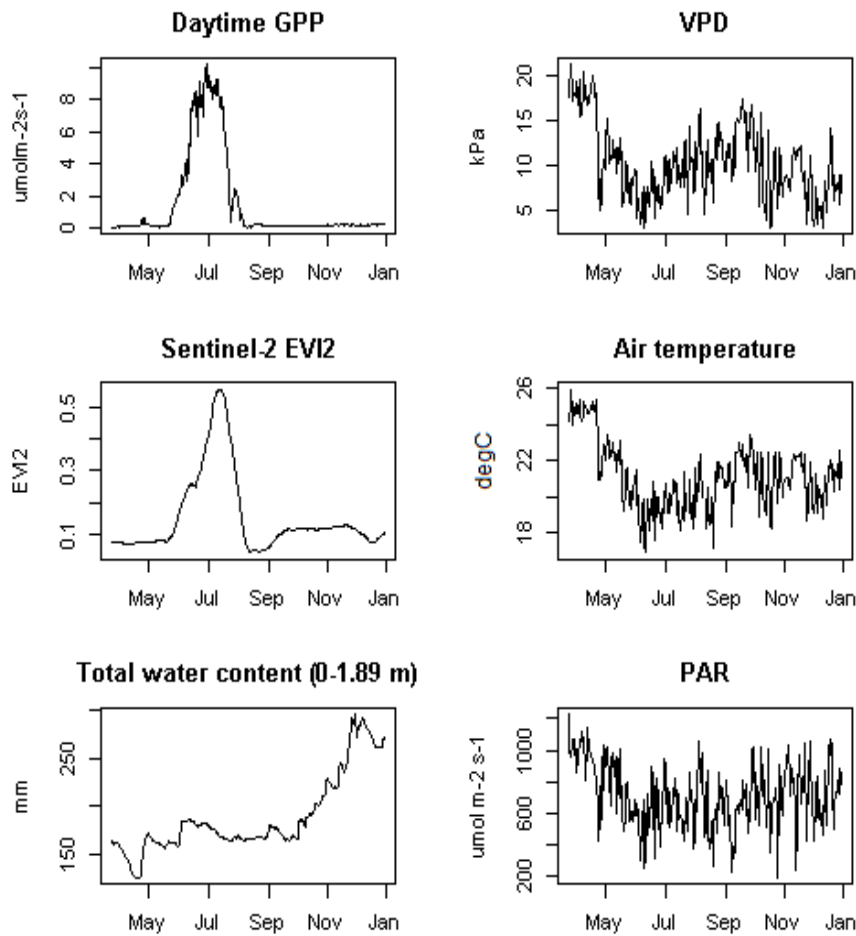 Daytime GPP
umolm-2s-1
8
6
4
2
0
May Jul Sep Nov Jan
VPD
kPa
20
15
10
5
May Jul Sep Nov Jan
Sentinel-2 EVI2
EVI2
0.5
0.3
0.1
May Jul Sep Nov Jan
Air temperature
degC
26
22
18
May Jul Sep Nov Jan
Total water content (0-1.89 m)
mm
250
150
May Jul Sep Nov Jan
PAR
umol m-2 s-1
1000
600
200
May Jul Sep Nov Jan